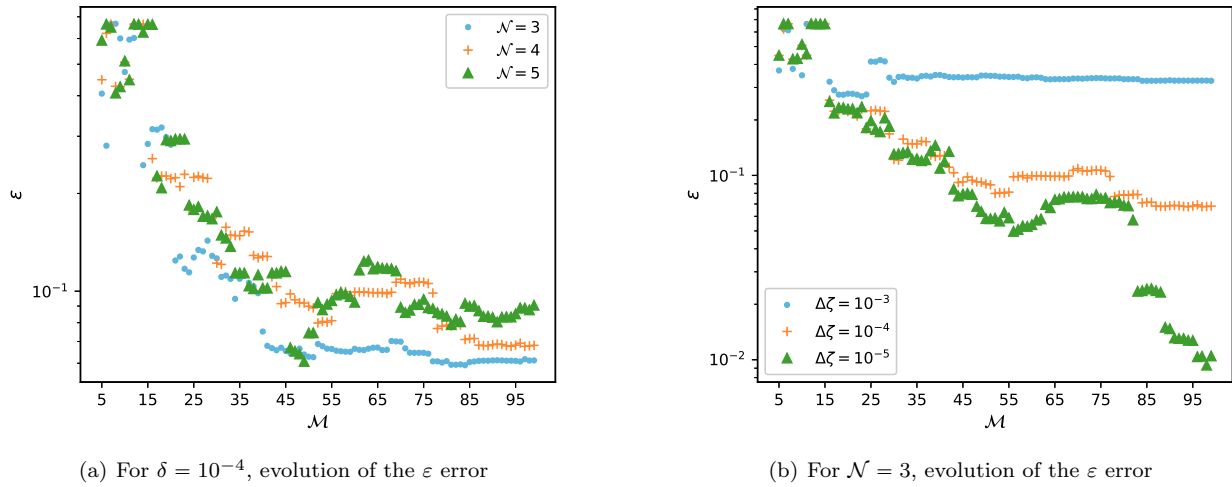 𝒩 = 3
𝒩 = 4
𝒩 = 5
ε
10⁻¹
5 15 25 35 45 55 65 75 85 95
ℳ
(a) For δ = 10⁻⁴, evolution of the ε error
10⁰
ε
10⁻¹
10⁻²
Δζ = 10⁻³
Δζ = 10⁻⁴
Δζ = 10⁻⁵
5 15 25 35 45 55 65 75 85 95
ℳ
(b) For 𝒩 = 3, evolution of the ε error